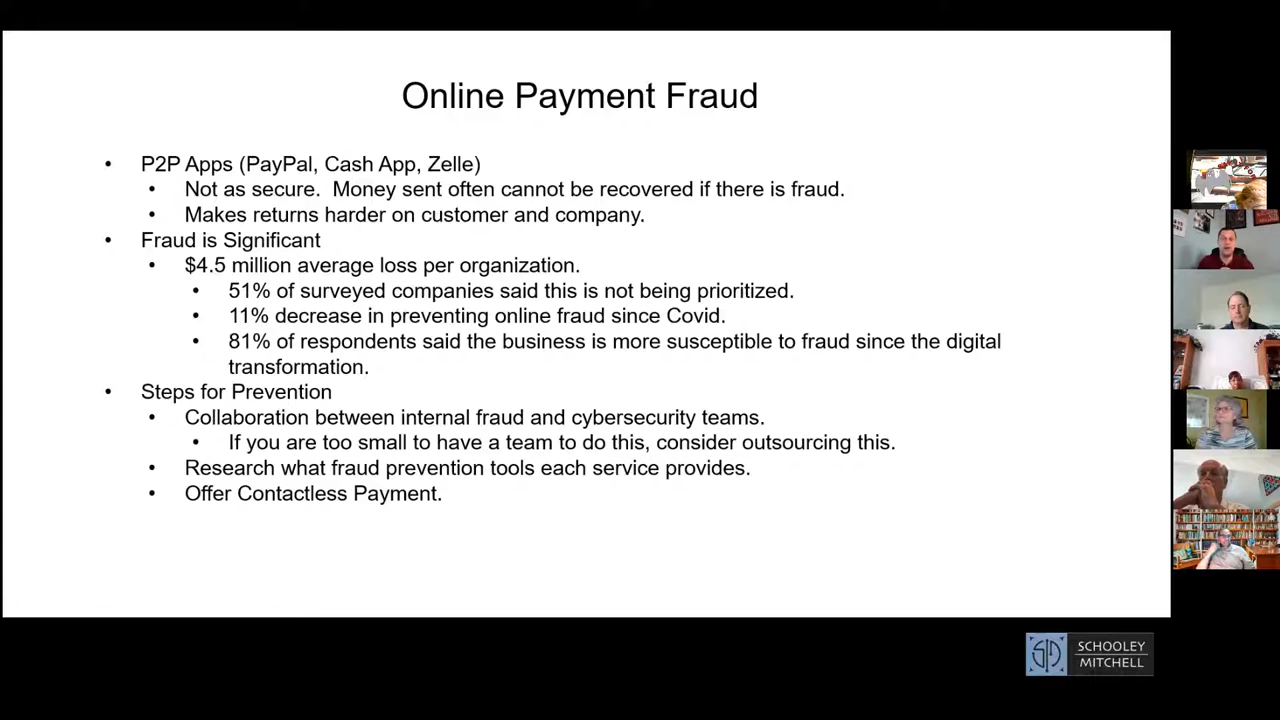 Online Payment Fraud
• P2P Apps (PayPal, Cash App, Zelle)
• Not as secure.  Money sent often cannot be recovered if there is fraud.
• Makes returns harder on customer and company.
• Fraud is Significant
• $4.5 million average loss per organization.
• 51% of surveyed companies said this is not being prioritized.
• 11% decrease in preventing online fraud since Covid.
• 81% of respondents said the business is more susceptible to fraud since the digital
transformation.
• Steps for Prevention
• Collaboration between internal fraud and cybersecurity teams.
• If you are too small to have a team to do this, consider outsourcing this.
• Research what fraud prevention tools each service provides.
• Offer Contactless Payment.
SCHOOLEY
MITCHELL